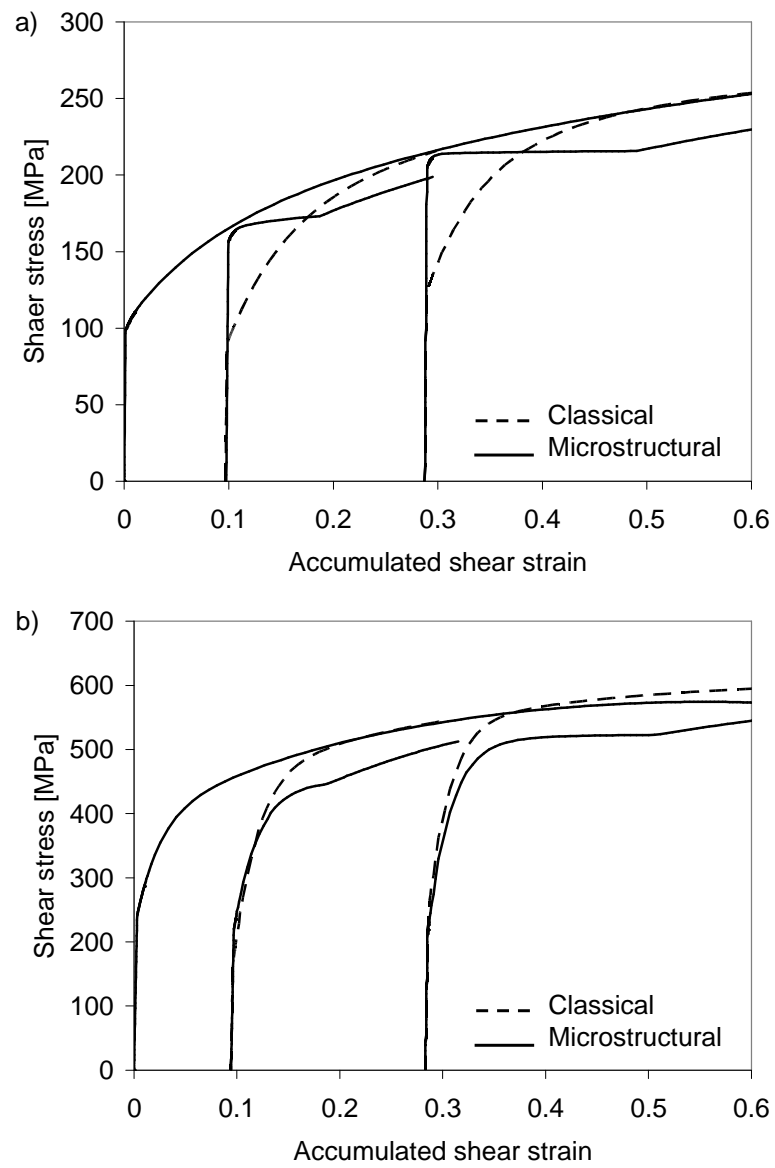 a)
300
250
200
150
100
50
0
Shaer stress [MPa]
Classical
Microstructural
0 0.1 0.2 0.3 0.4 0.5 0.6
Accumulated shear strain
b)
700
600
500
400
300
200
100
0
Shear stress [MPa]
Classical
Microstructural
0 0.1 0.2 0.3 0.4 0.5 0.6
Accumulated shear strain